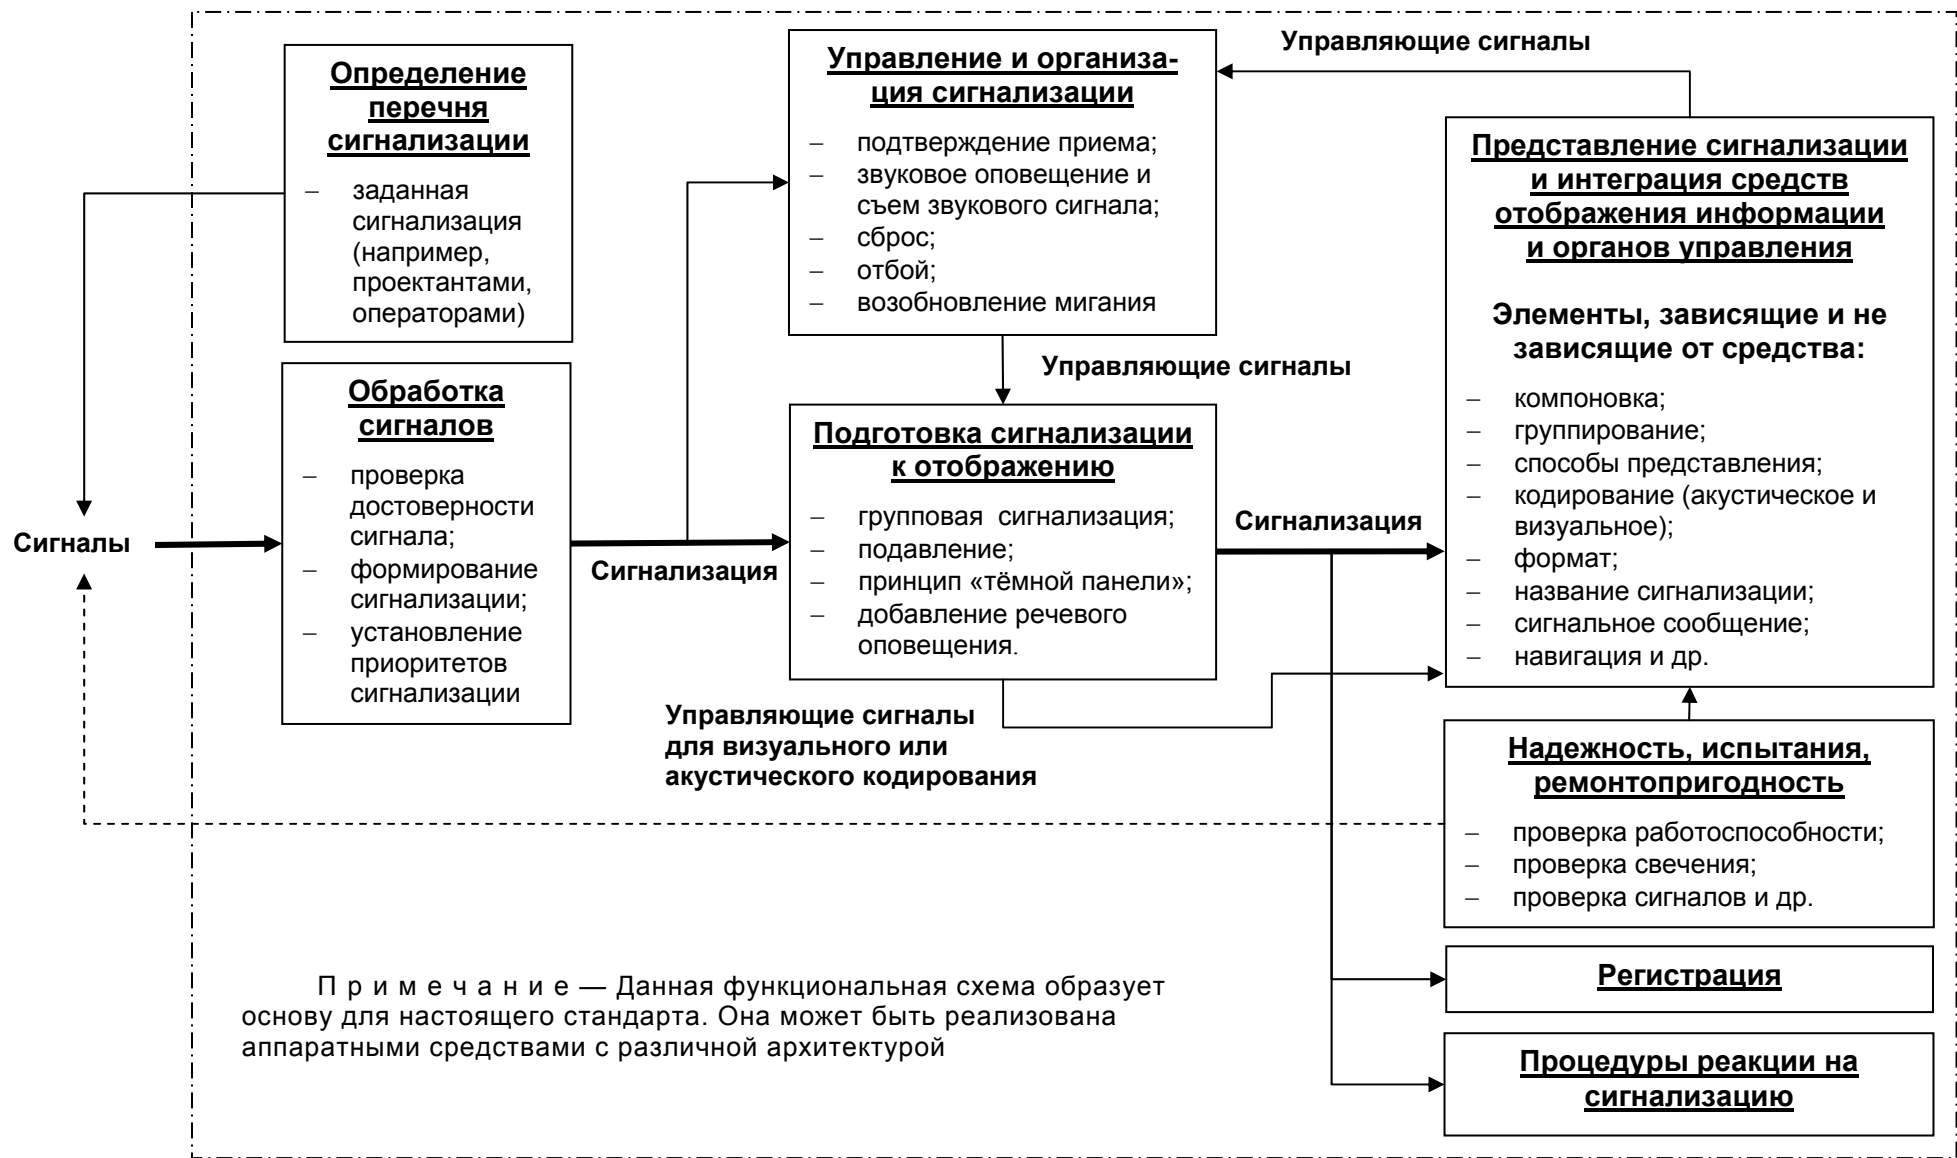 Определение
перечня
сигнализации
– заданная
сигнализация
(например,
проектантами,
операторами)
Обработка
сигналов
– проверка
достоверности
сигнала;
– формирование
сигнализации;
– установление
приоритетов
сигнализации
Сигналы
Сигнализация
Управление и организа-
ция сигнализации
– подтверждение приема;
– звуковое оповещение и
съем звукового сигнала;
– сброс;
– отбой;
– возобновление мигания
Управляющие сигналы
Управляющие сигналы
Подготовка сигнализации
к отображению
– групповая сигнализация;
– подавление;
– принцип «тёмной панели»;
– добавление речевого
оповещения.
Сигнализация
Управляющие сигналы
для визуального или
акустического кодирования
Представление сигнализации
и интеграция средств
отображения информации
и органов управления
Элементы, зависящие и не
зависящие от средства:
– компоновка;
– группирование;
– способы представления;
– кодирование (акустическое и
визуальное);
– формат;
– название сигнализации;
– сигнальное сообщение;
– навигация и др.
Надежность, испытания,
ремонтопригодность
– проверка работоспособности;
– проверка свечения;
– проверка сигналов и др.
Регистрация
Процедуры реакции на
сигнализацию
П р и м е ч а н и е — Данная функциональная схема образует
основу для настоящего стандарта. Она может быть реализована
аппаратными средствами с различной архитектурой